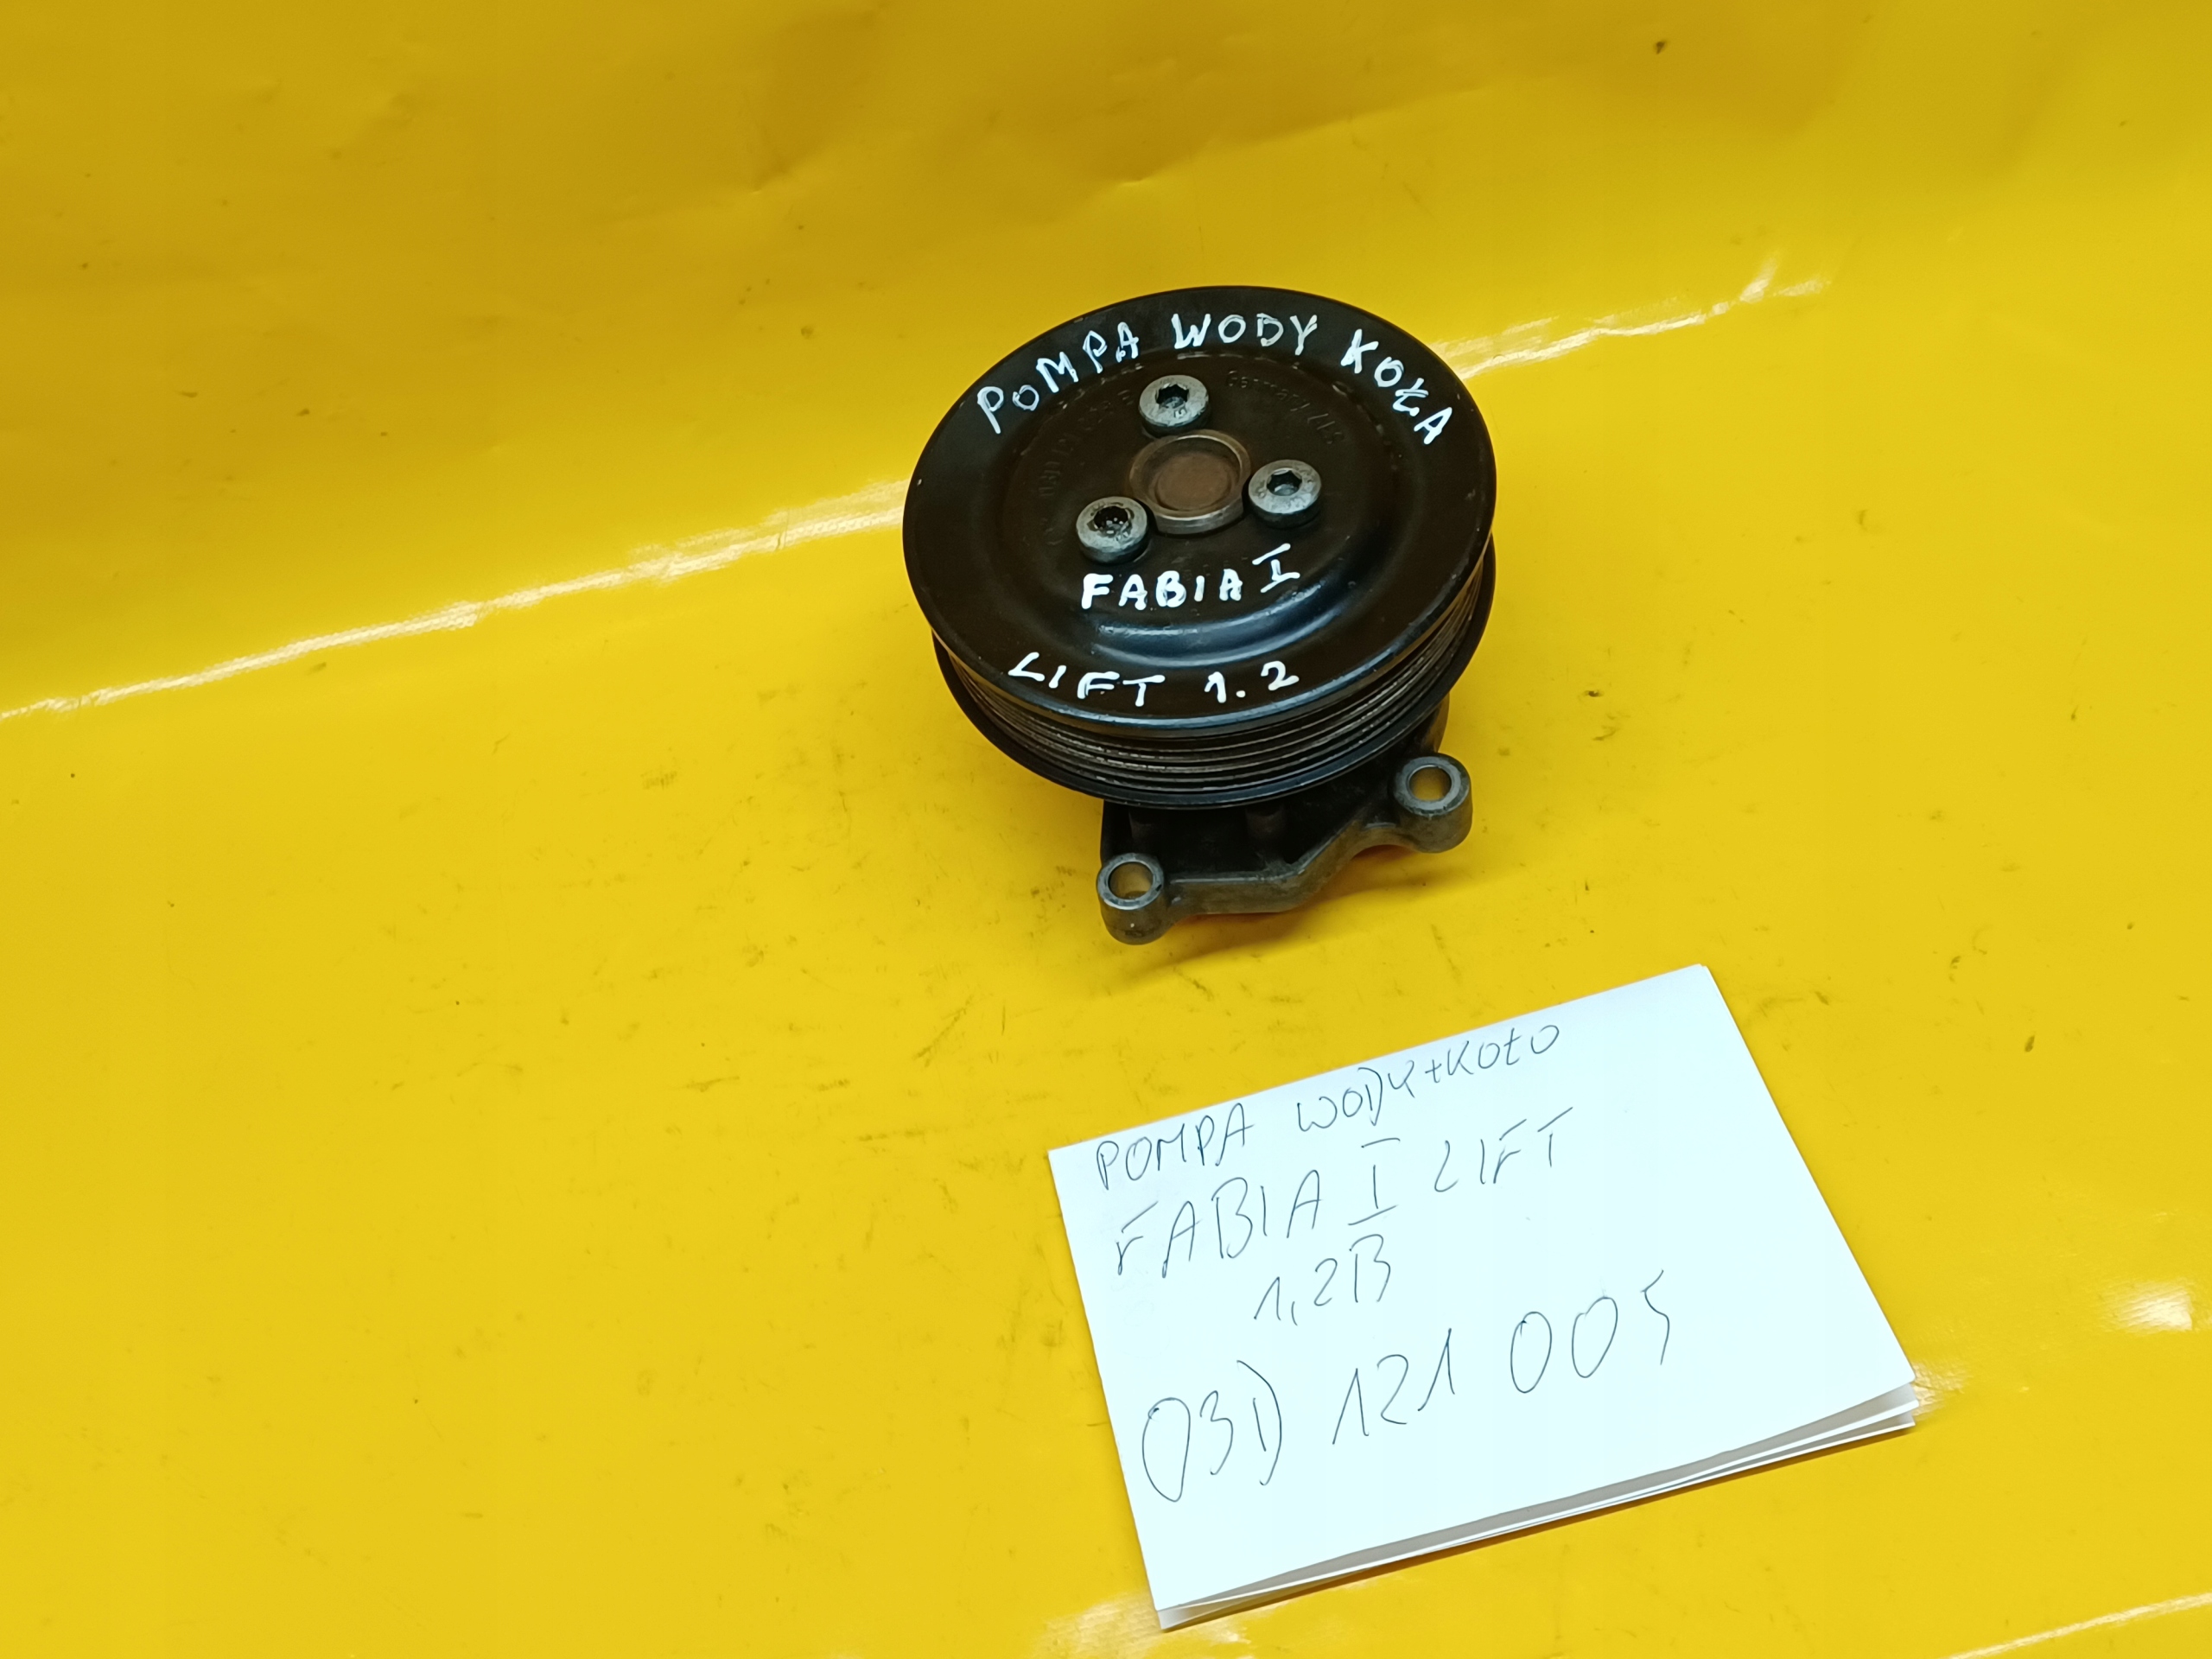 POMPA WODY KOŁA
FABIA I
LIFT 1.2
POMPA WODY+KOŁO
FABIA I LIFT
1,2B
03D 121 005